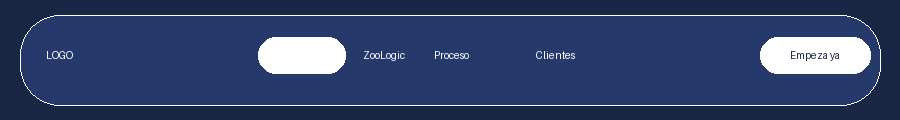 LOGO
ZooLogic
Proceso
Clientes
Empeza ya